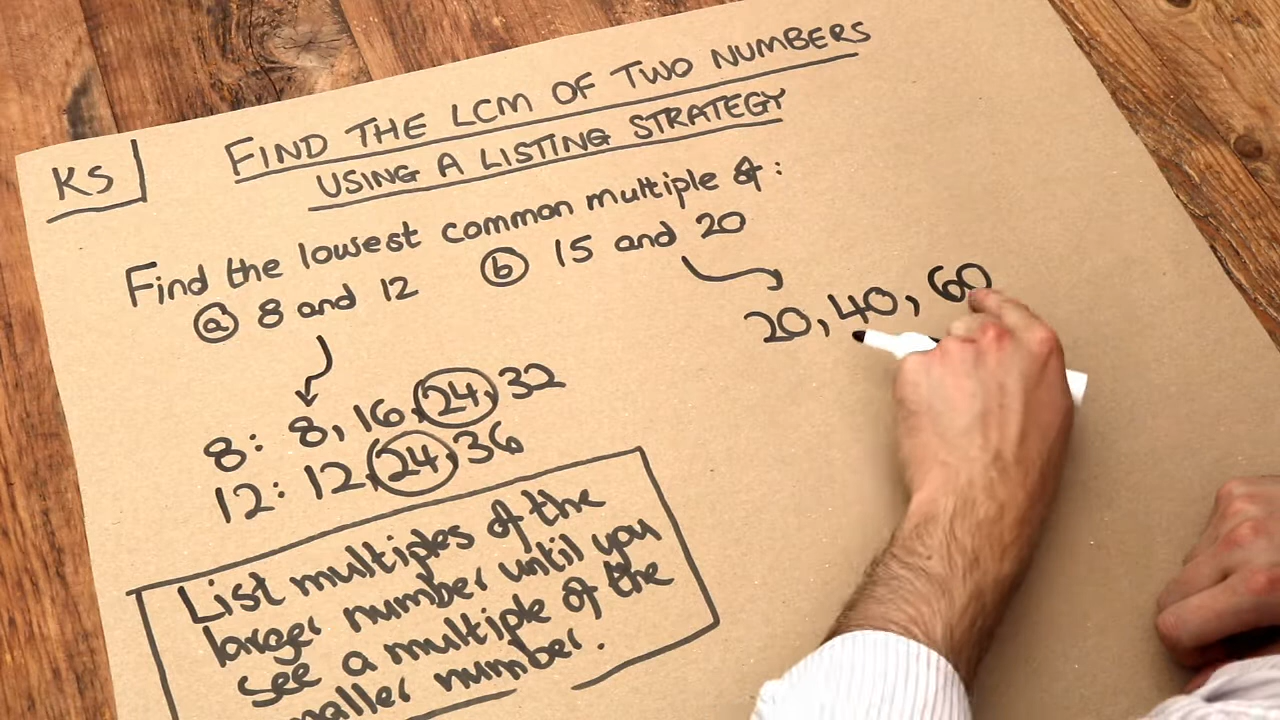 KS
FIND THE LCM OF TWO NUMBERS
USING A LISTING STRATEGY
Find the lowest common multiple of:
ⓐ 8 and 12 ⓑ 15 and 20
20, 40, 60
8: 8, 16, 24, 32
12: 12, 24, 36
List multiples of the
larger number until you
see a multiple of the
smaller number.